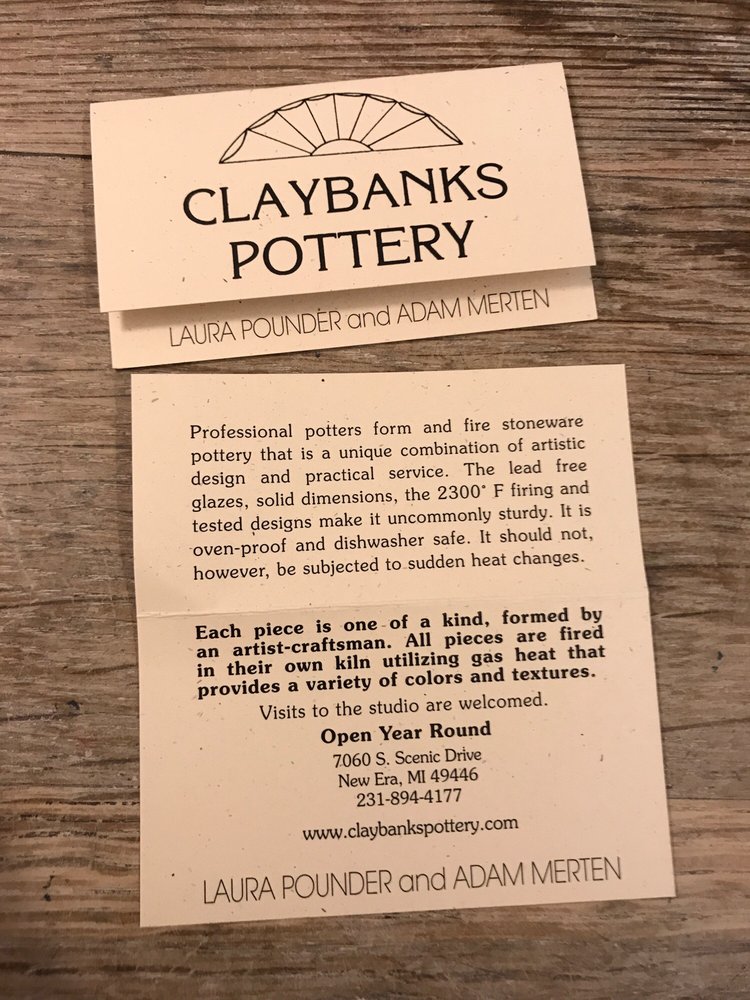 CLAYBANKS
POTTERY
LAURA POUNDER and ADAM MERTEN
Professional potters form and fire stoneware
pottery that is a unique combination of artistic
design and practical service. The lead free
glazes, solid dimensions, the 2300° F firing and
tested designs make it uncommonly sturdy. It is
oven-proof and dishwasher safe. It should not,
however, be subjected to sudden heat changes.
Each piece is one of a kind, formed by
an artist-craftsman. All pieces are fired
in their own kiln utilizing gas heat that
provides a variety of colors and textures.
Visits to the studio are welcomed.
Open Year Round
7060 S. Scenic Drive
New Era, MI 49446
231-894-4177
www.claybankspottery.com
LAURA POUNDER and ADAM MERTEN